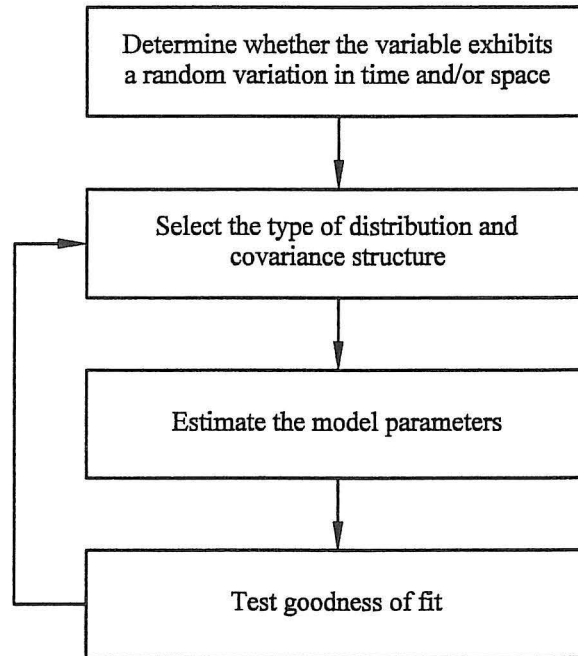 Determine whether the variable exhibits
a random variation in time and/or space
Select the type of distribution and
covariance structure
Estimate the model parameters
Test goodness of fit